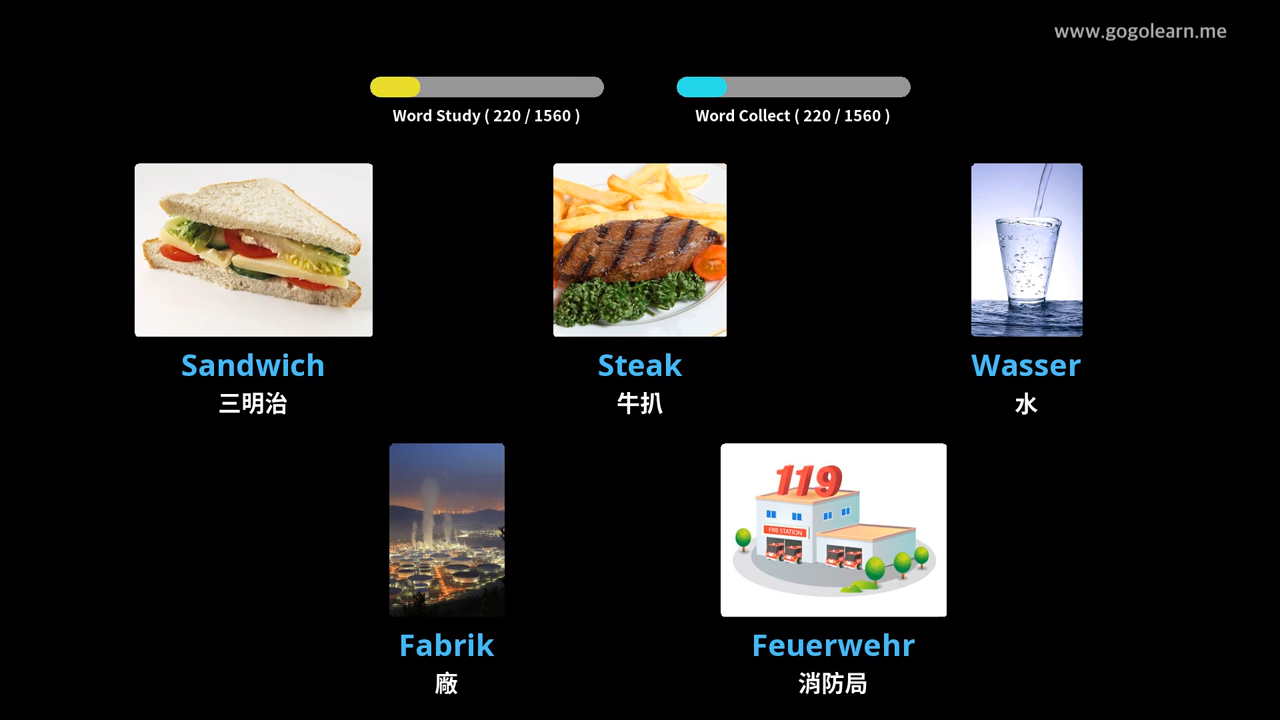 www.gogolearn.me
Word Study ( 220 / 1560 )
Word Collect ( 220 / 1560 )
Sandwich
三明治
Steak
牛扒
Wasser
水
119
FIRE STATION
Fabrik
廠
Feuerwehr
消防局